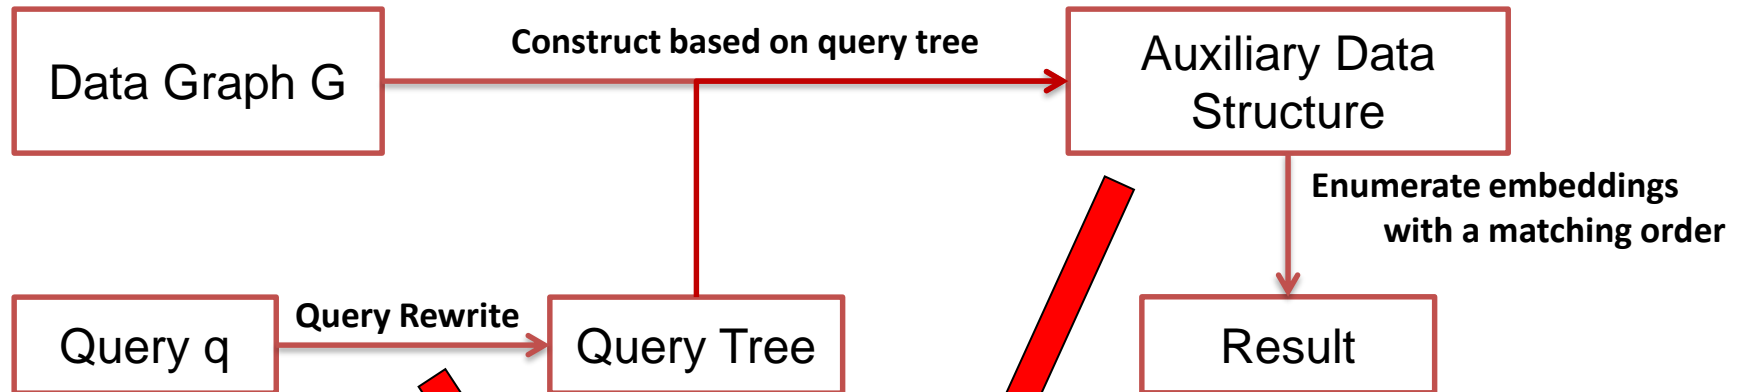 Data Graph G
Construct based on query tree
Auxiliary Data
Structure
Enumerate embeddings
with a matching order
Query q
Query Rewrite
Query Tree
Result